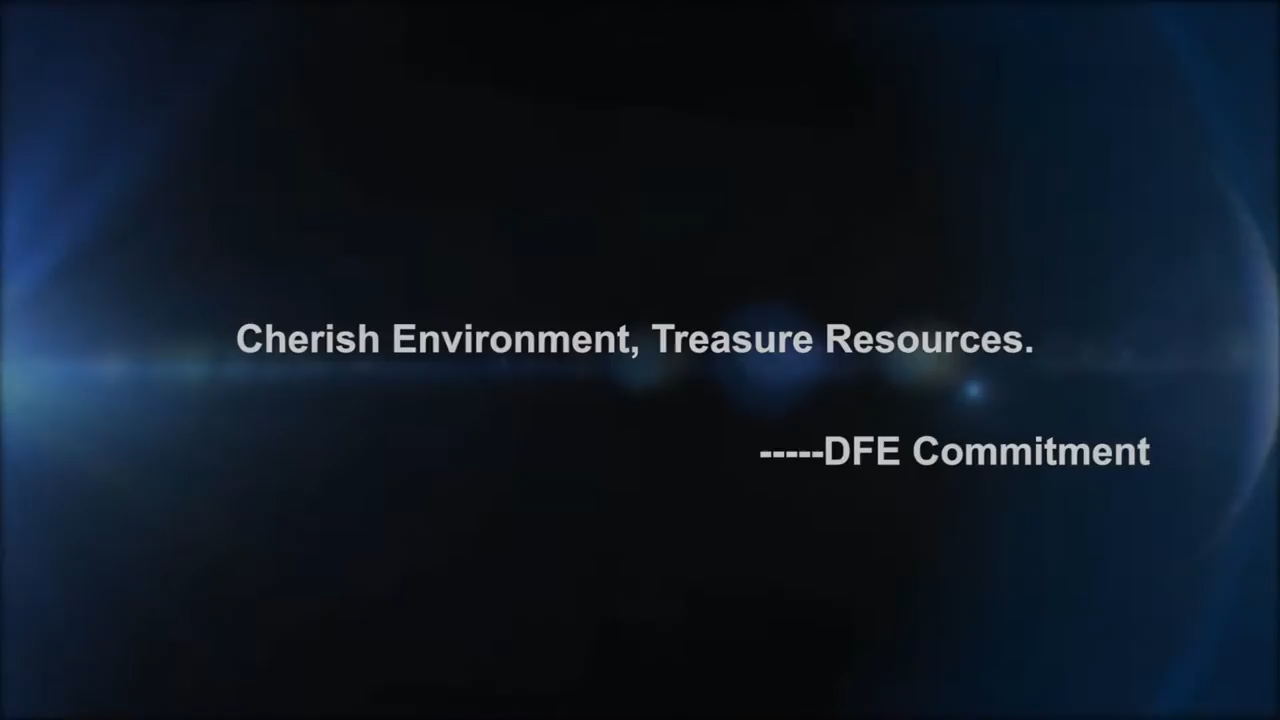 Cherish Environment, Treasure Resources.
-----DFE Commitment